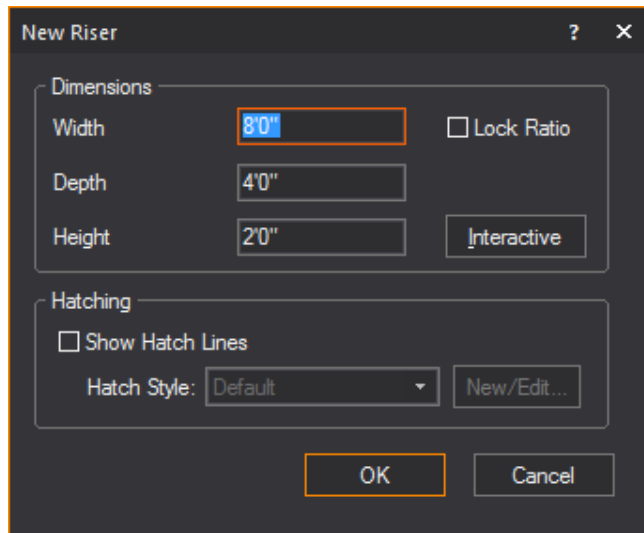 New Riser ?
Dimensions
Width 8'0" Lock Ratio
Depth 4'0"
Height 2'0" Interactive
Hatching
Show Hatch Lines
Hatch Style: Default New/Edit...
OK Cancel